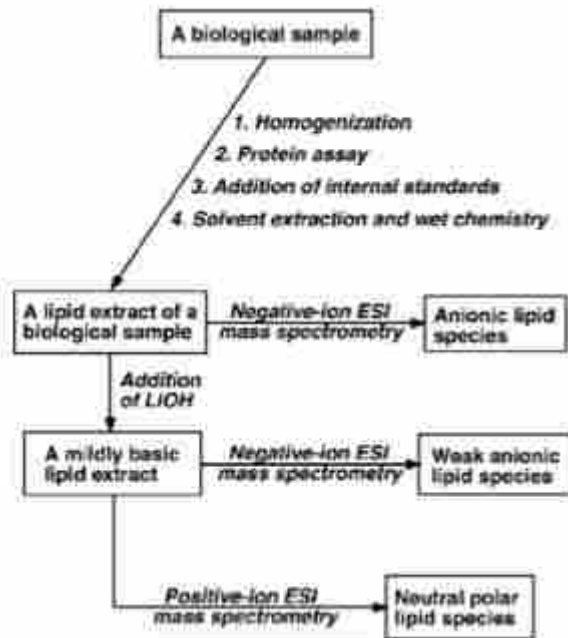 A biological sample
1. Homogenization
2. Protein assay
3. Addition of internal standards
4. Solvent extraction and wet chemistry
A lipid extract of a
biological sample
Negative-ion ESI
mass spectrometry
Anionic lipid
species
Addition
of LiOH
A mildly basic
lipid extract
Negative-ion ESI
mass spectrometry
Weak anionic
lipid species
Positive-ion ESI
mass spectrometry
Neutral polar
lipid species